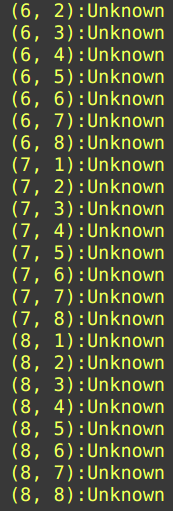 (6, 2):Unknown
(6, 3):Unknown
(6, 4):Unknown
(6, 5):Unknown
(6, 6):Unknown
(6, 7):Unknown
(6, 8):Unknown
(7, 1):Unknown
(7, 2):Unknown
(7, 3):Unknown
(7, 4):Unknown
(7, 5):Unknown
(7, 6):Unknown
(7, 7):Unknown
(7, 8):Unknown
(8, 1):Unknown
(8, 2):Unknown
(8, 3):Unknown
(8, 4):Unknown
(8, 5):Unknown
(8, 6):Unknown
(8, 7):Unknown
(8, 8):Unknown